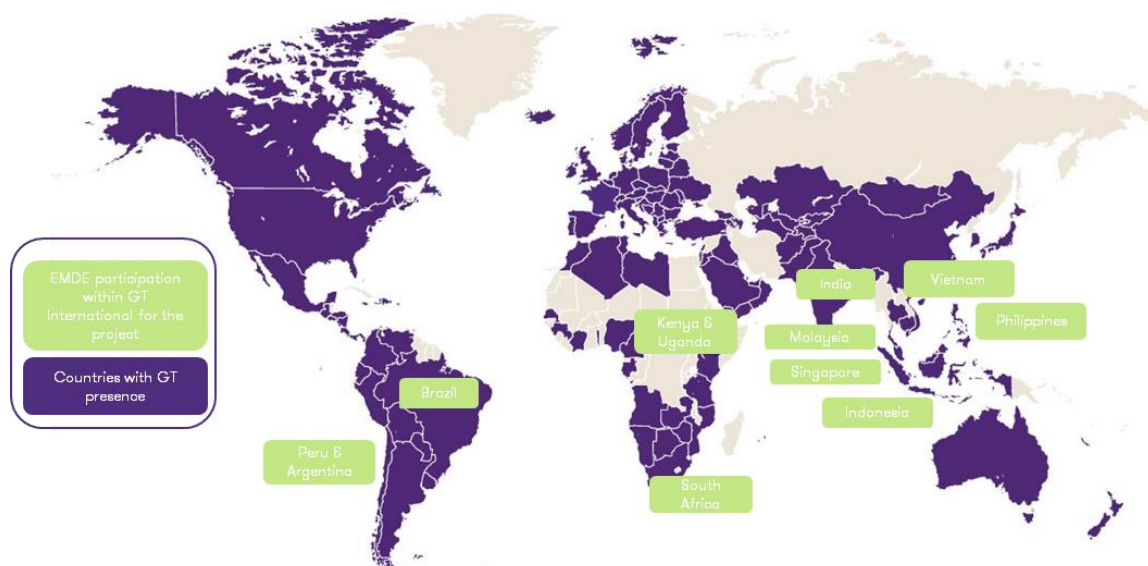 EMDE participation
within GT
International for the
project
Countries with GT
presence
Peru &
Argentina
Brazil
Kenya &
Uganda
South
Africa
India
Vietnam
Philippines
Malaysia
Singapore
Indonesia